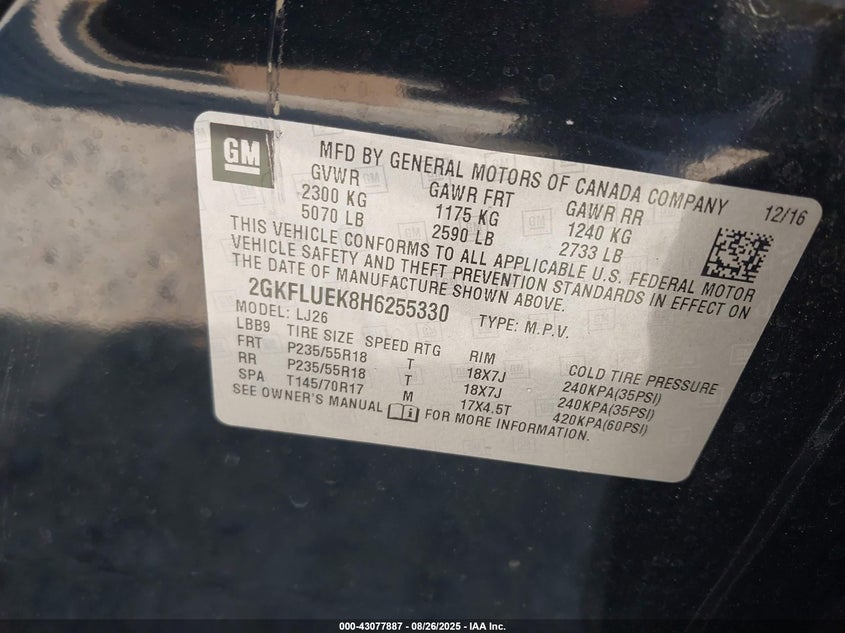 GM
MFD BY GENERAL MOTORS OF CANADA COMPANY
12/16
GVWR GAWR FRT GAWR RR
2300 KG 1175 KG 1240 KG
5070 LB 2590 LB 2733 LB
THIS VEHICLE CONFORMS TO ALL APPLICABLE U.S. FEDERAL MOTOR
VEHICLE SAFETY AND THEFT PREVENTION STANDARDS IN EFFECT ON
THE DATE OF MANUFACTURE SHOWN ABOVE.
2GKFLUEK8H6255330 TYPE: M.P.V.
MODEL: LJ26
LBB9 TIRE SIZE SPEED RTG RIM COLD TIRE PRESSURE
FRT P235/55R18 T 18X7J 240KPA(35PSI)
RR P235/55R18 T 18X7J 240KPA(35PSI)
SPA T145/70R17 M 17X4.5T 420KPA(60PSI)
SEE OWNER'S MANUAL FOR MORE INFORMATION.
000-43077887 - 08/26/2025 - IAA Inc.